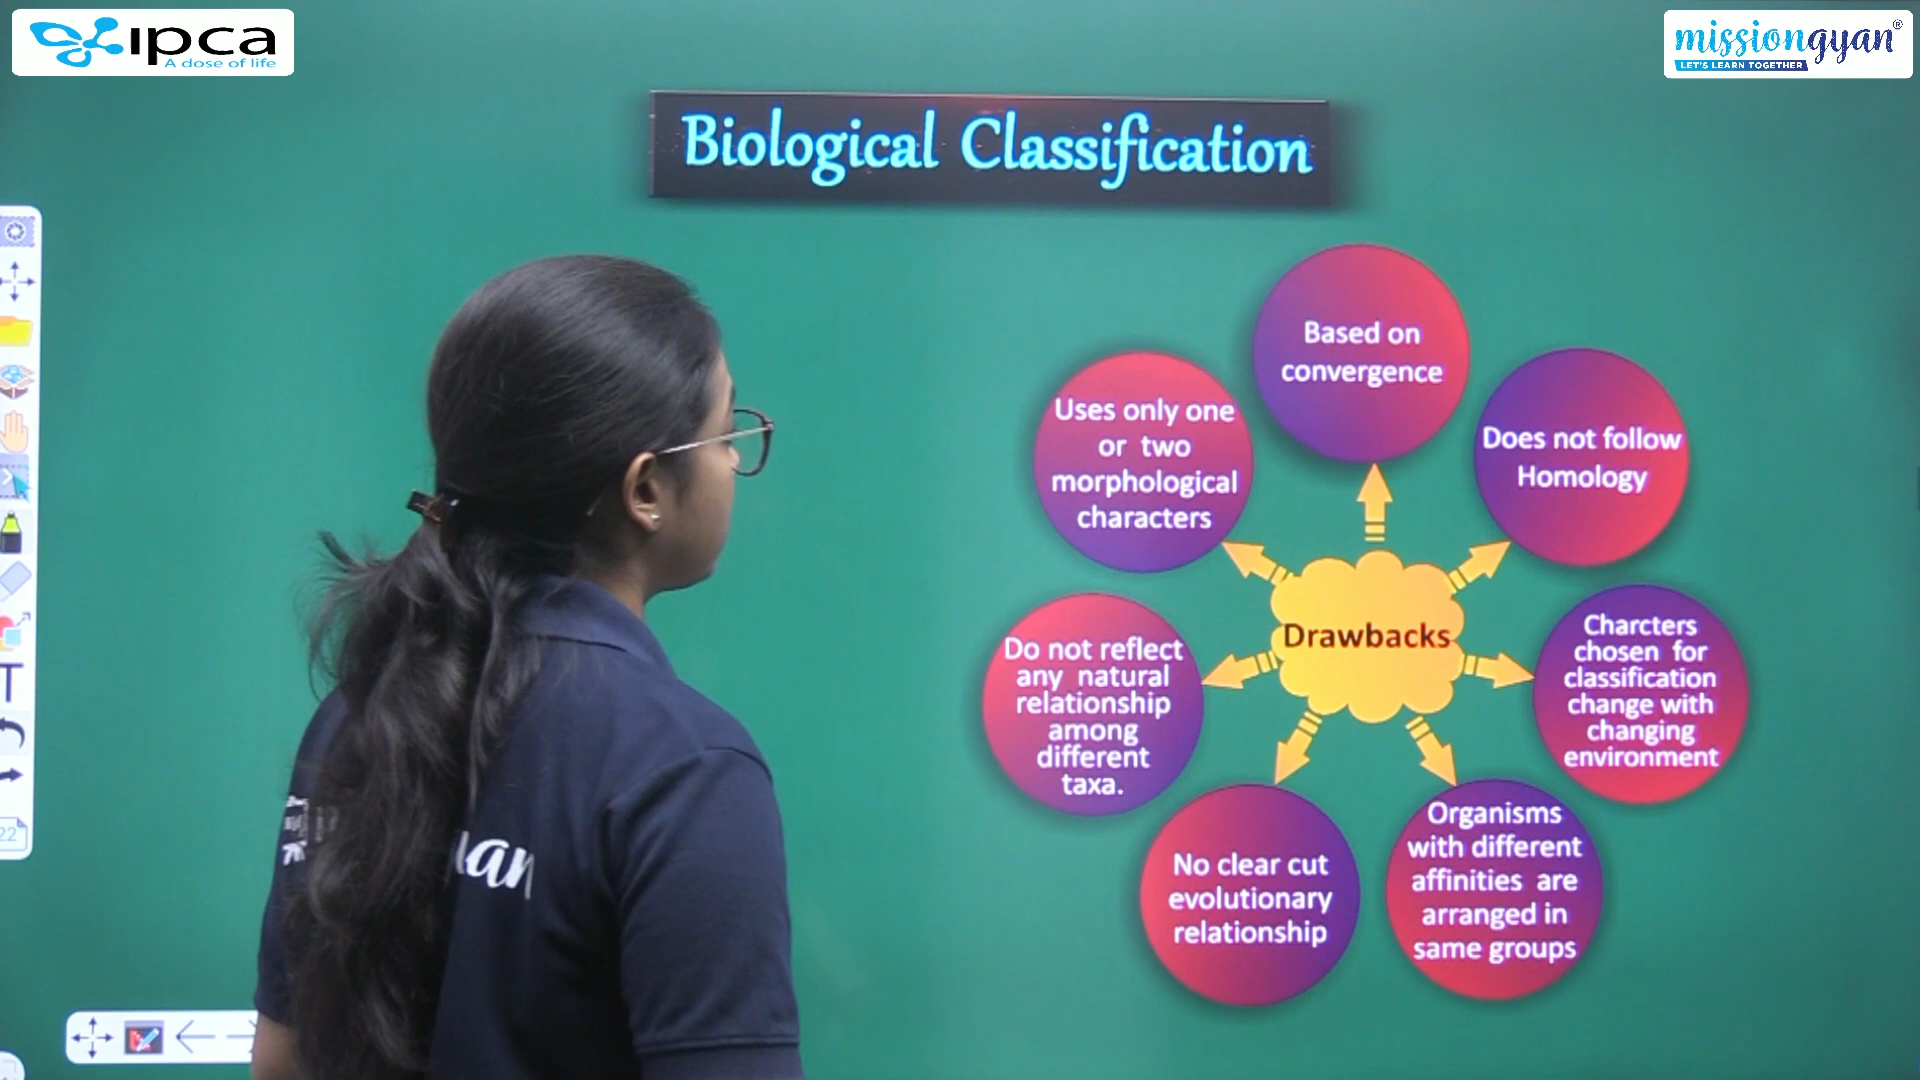 ipca
A dose of life
missiongyan®
LET'S LEARN TOGETHER
Biological Classification
Based on
convergence
Uses only one
or two
morphological
characters
Does not follow
Homology
Drawbacks
Do not reflect
any natural
relationship
among
different
taxa.
Charcters
chosen for
classification
change with
changing
environment
No clear cut
evolutionary
relationship
Organisms
with different
affinities are
arranged in
same groups
T
22